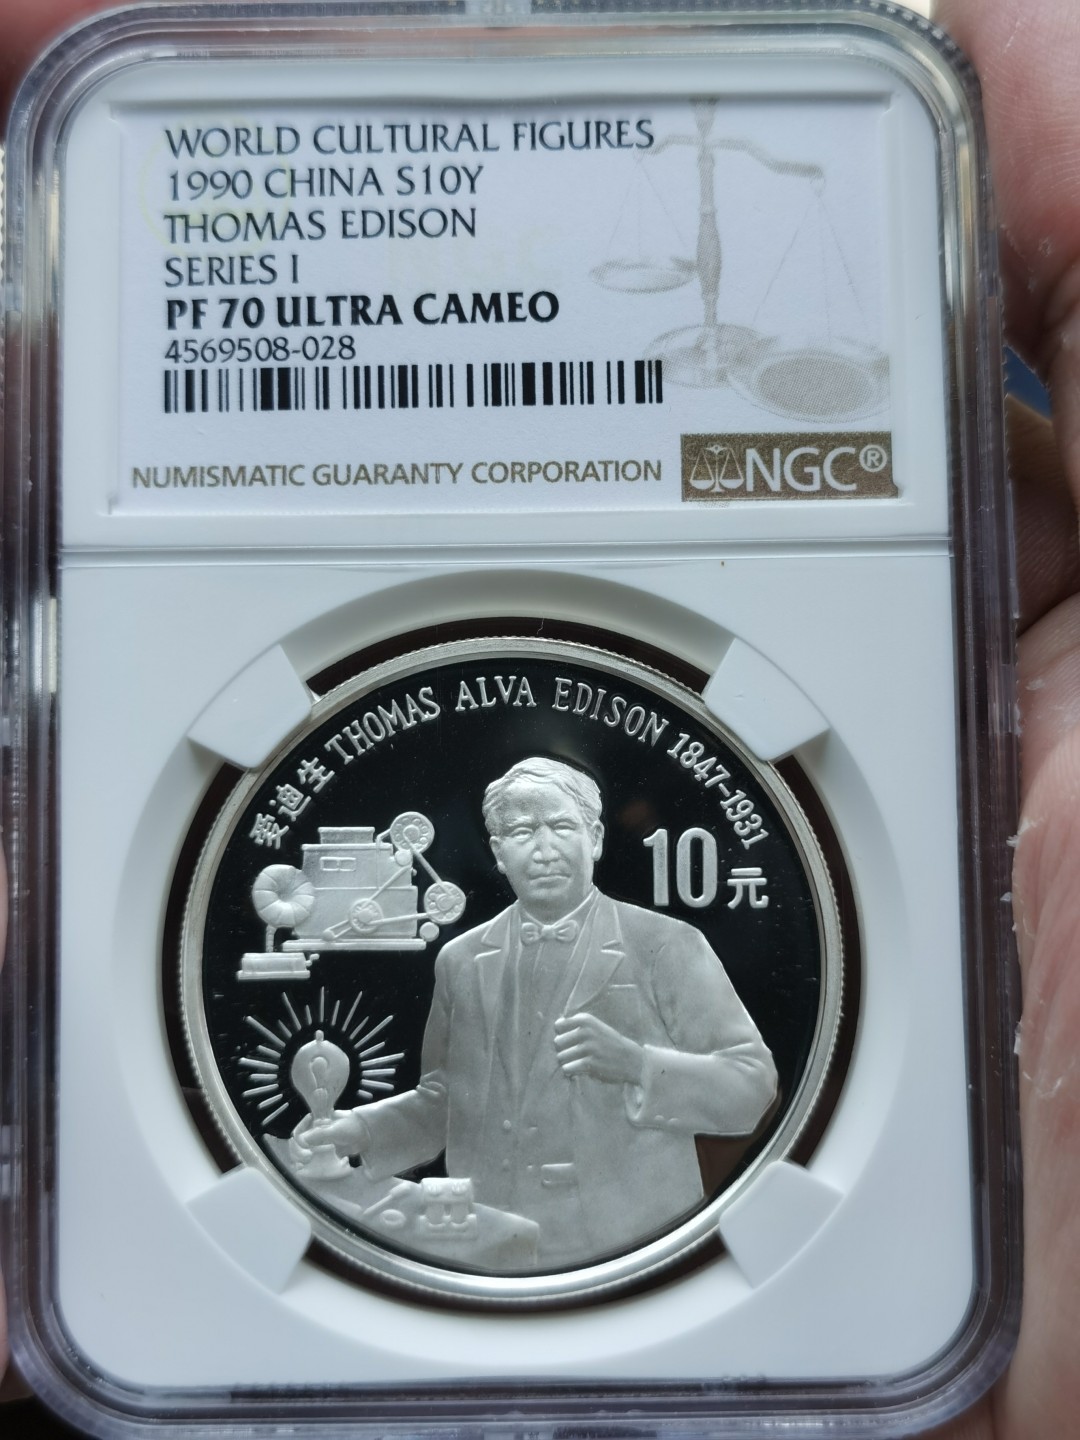 WORLD CULTURAL FIGURES
1990 CHINA S10Y
THOMAS EDISON
SERIES I
PF 70 ULTRA CAMEO
4569508-028
NUMISMATIC GUARANTY CORPORATION
NGC®
爱迪生 THOMAS ALVA EDISON 1847-1931
10元